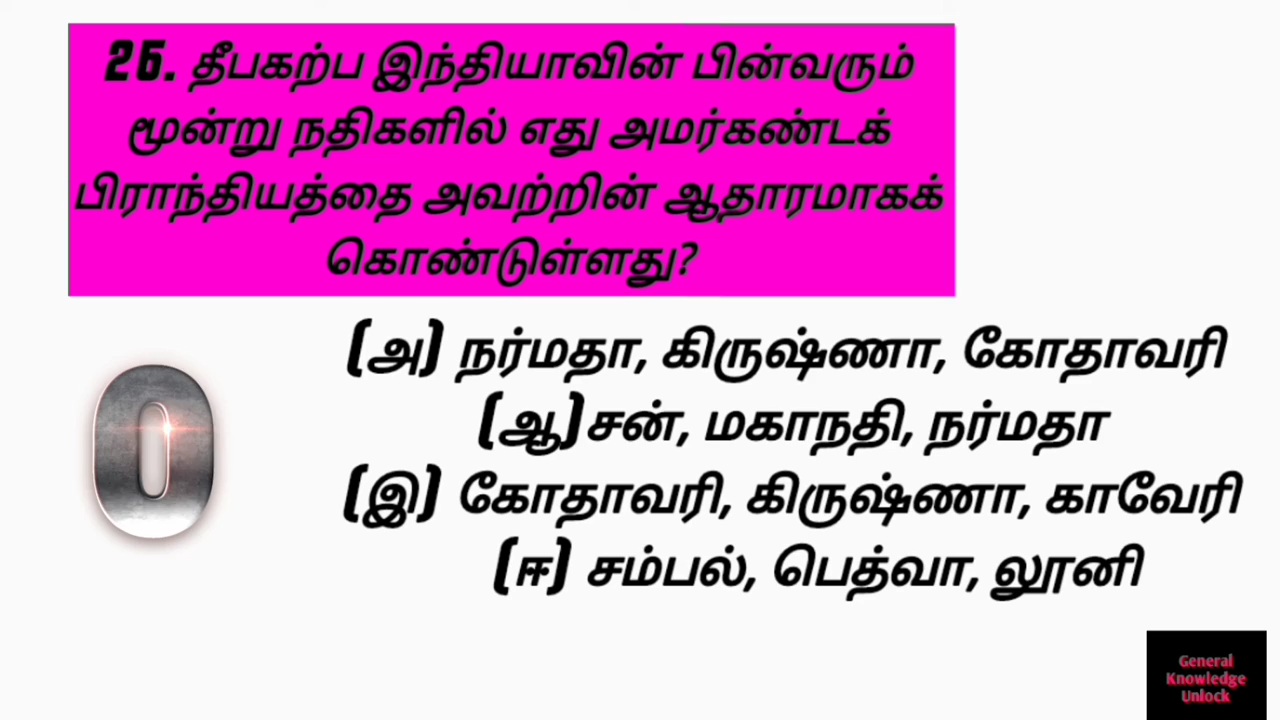 26. தீபகற்ப இந்தியாவின் பின்வரும்
மூன்று நதிகளில் எது அமர்கண்டக்
பிராந்தியத்தை அவற்றின் ஆதாரமாகக்
கொண்டுள்ளது?
(அ) நர்மதா, கிருஷ்ணா, கோதாவரி
(ஆ)சன், மகாநதி, நர்மதா
(இ) கோதாவரி, கிருஷ்ணா, காவேரி
(ஈ) சம்பல், பெத்வா, லூனி
0
General
Knowledge
Unlock